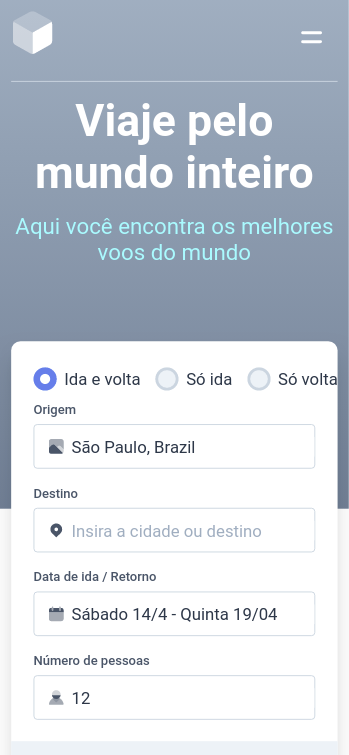 Viaje pelo
mundo inteiro
Aqui você encontra os melhores
voos do mundo
Ida e volta Só ida Só volta
Origem
São Paulo, Brazil
Destino
Insira a cidade ou destino
Data de ida / Retorno
Sábado 14/4 - Quinta 19/04
Número de pessoas
12